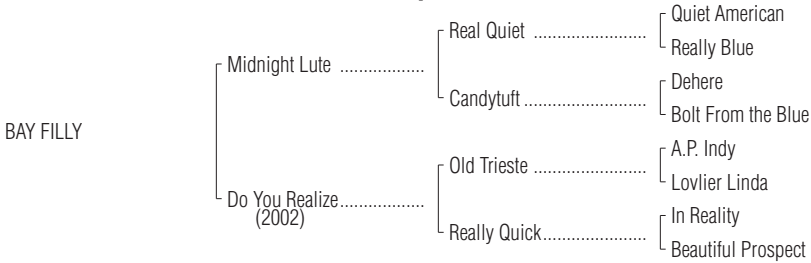 Quiet American
Real Quiet ........................
Really Blue
Midnight Lute ..................
Dehere
Candytuft ..........................
Bolt From the Blue
BAY FILLY
A.P. Indy
Old Trieste ........................
Lovlier Linda
Do You Realize..................
(2002)
In Reality
Really Quick......................
Beautiful Prospect